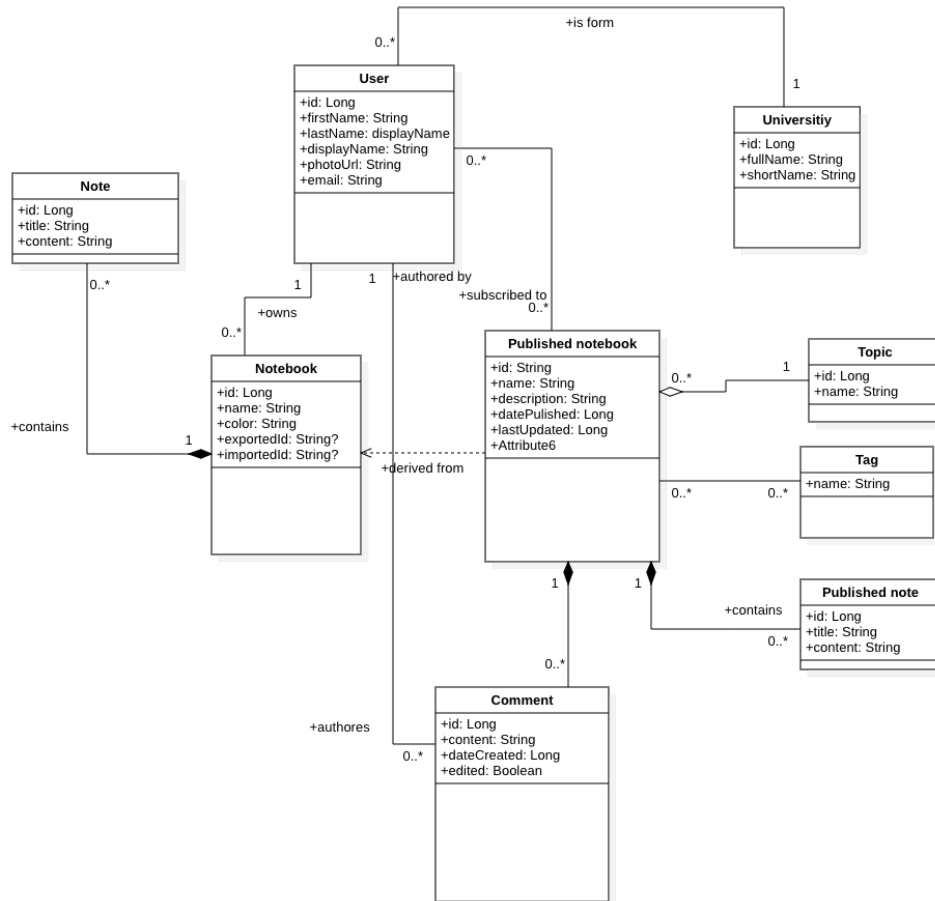 +is form
0..*
1
User
+id: Long
+firstName: String
+lastName: displayName
+displayName: String
+photoUrl: String
+email: String
Universitiy
+id: Long
+fullName: String
+shortName: String
0..*
Note
+id: Long
+title: String
+content: String
0..*
1
1
+authored by
+subscribed to
0..*
+owns
0..*
Notebook
+id: Long
+name: String
+color: String
+exportedId: String?
+importedId: String?
Published notebook
+id: String
+name: String
+description: String
+datePulished: Long
+lastUpdated: Long
+Attribute6
0..*
1
Topic
+id: Long
+name: String
+contains
1
+derived from
Tag
+name: String
0..*
0..*
1
1
+contains
0..*
Published note
+id: Long
+title: String
+content: String
0..*
Comment
+id: Long
+content: String
+dateCreated: Long
+edited: Boolean
+authores
0..*